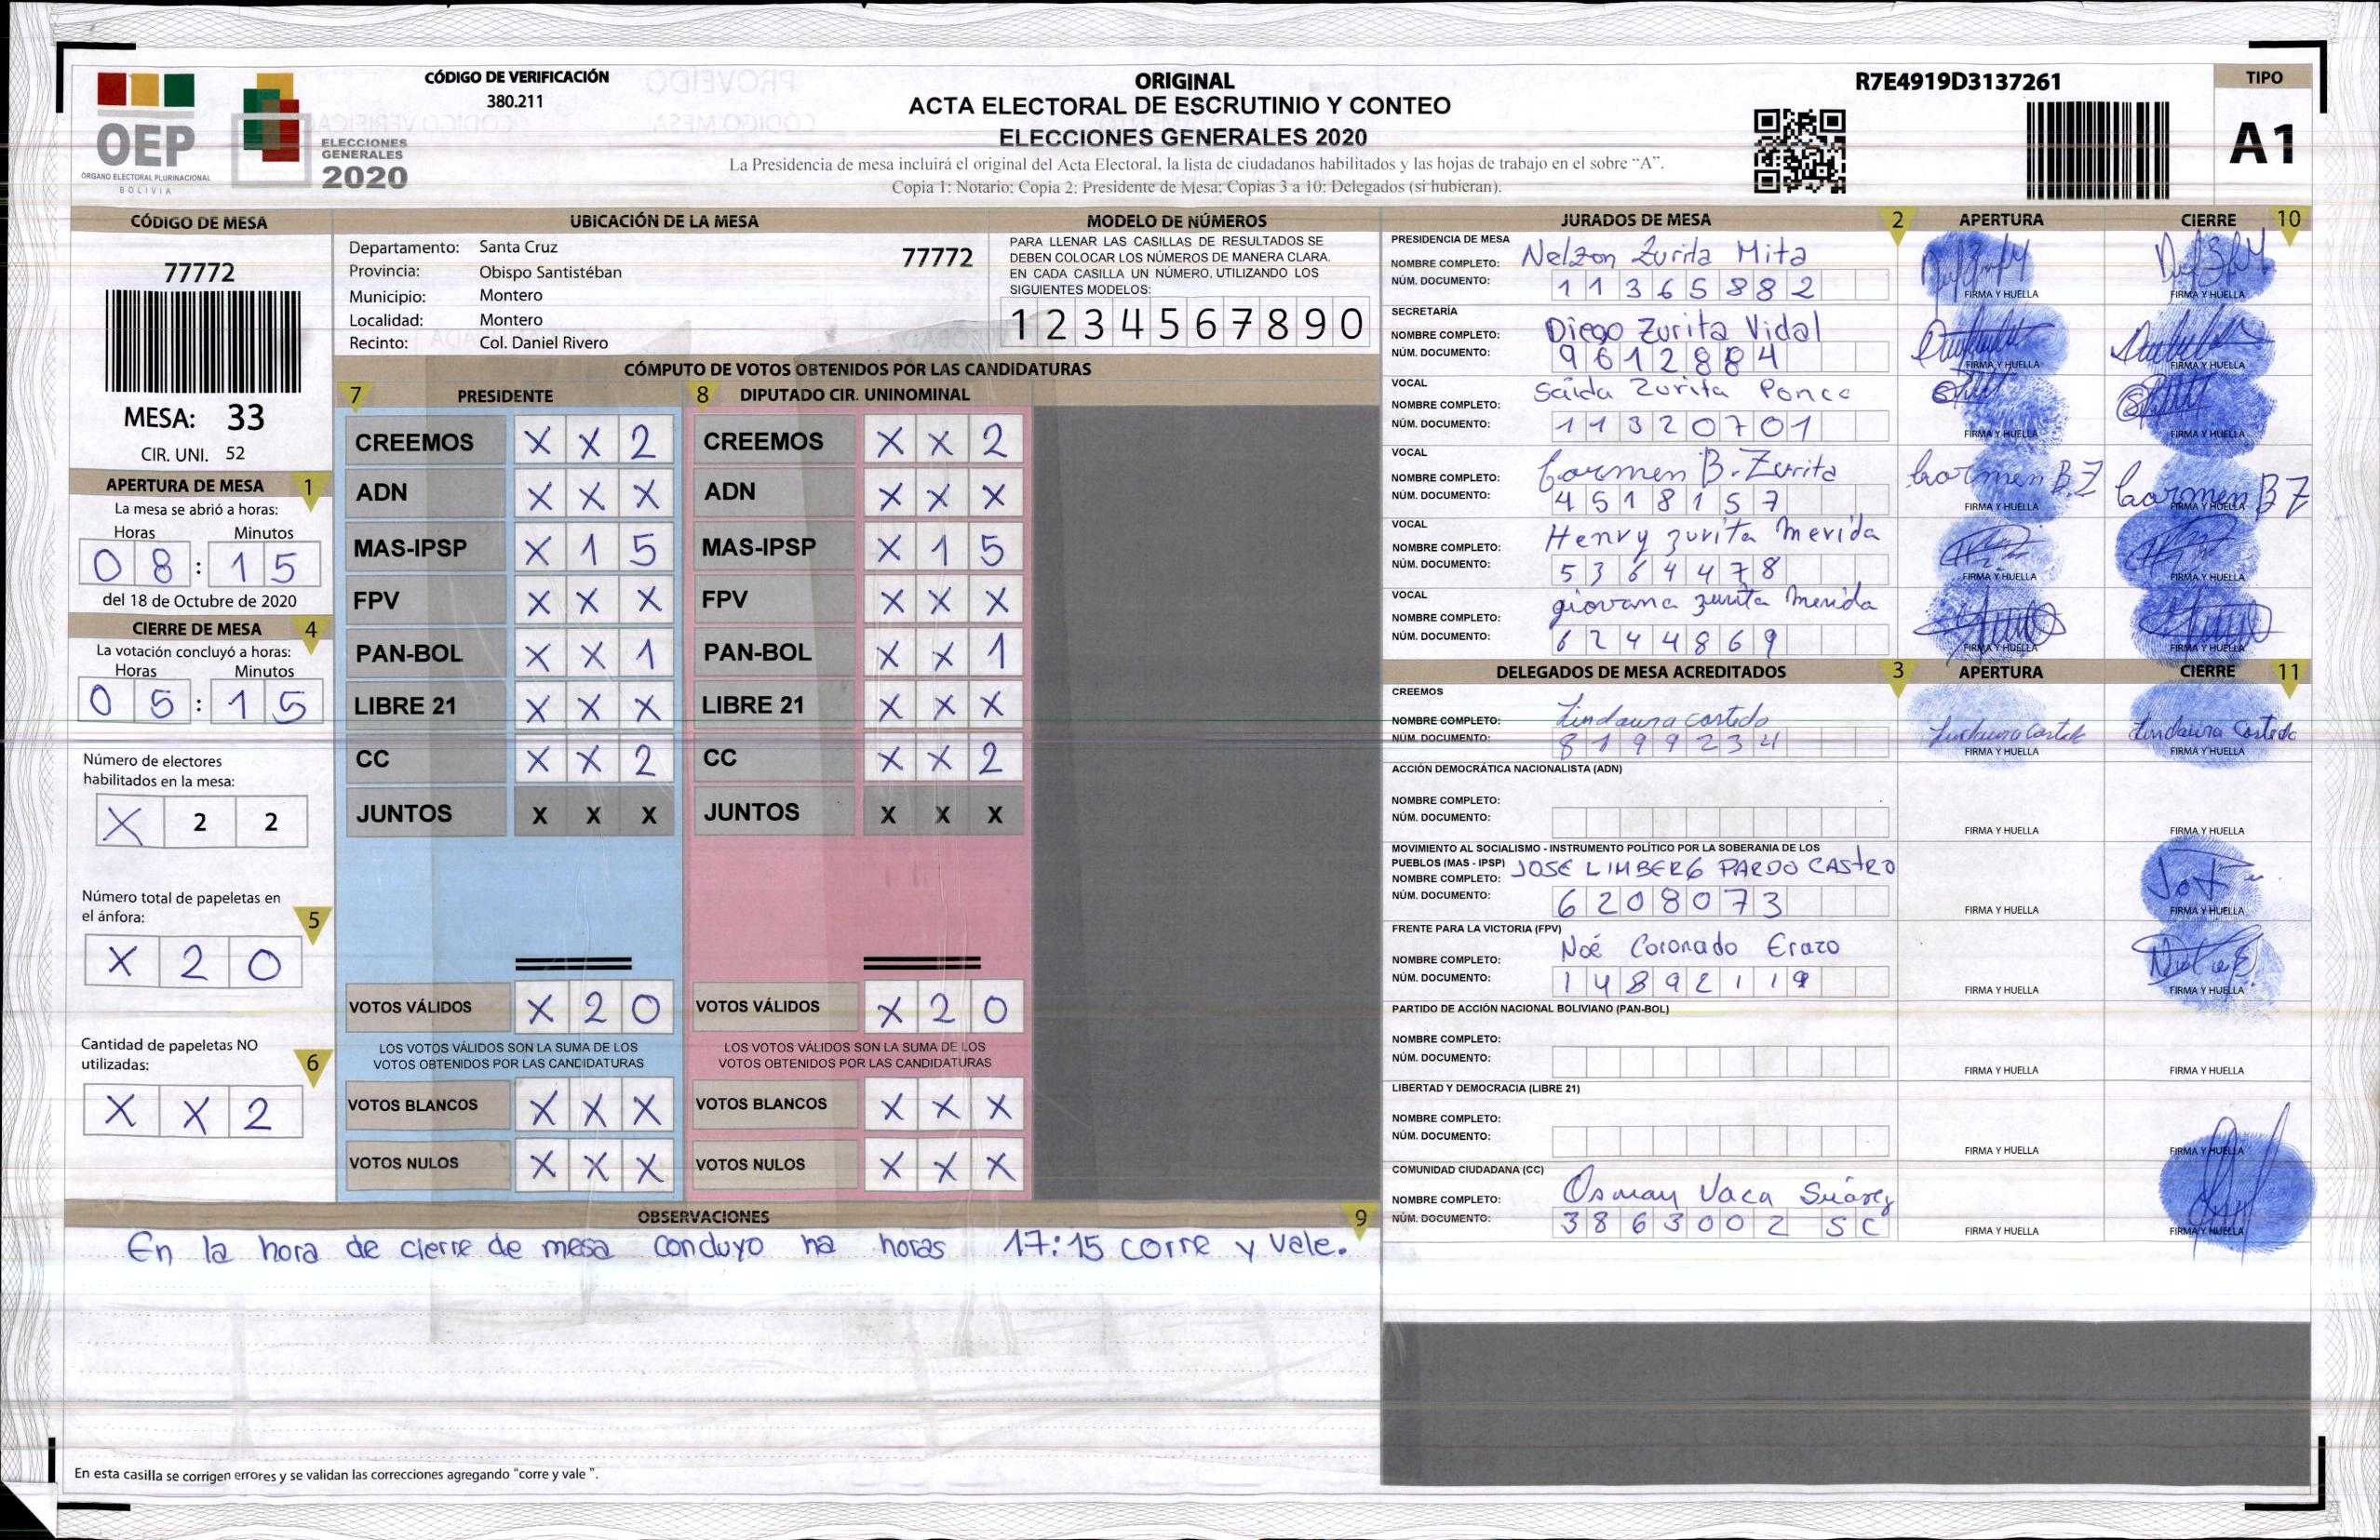 OEP
ÓRGANO ELECTORAL PLURINACIONAL
BOLIVIA
ELECCIONES
GENERALES
2020
CÓDIGO DE VERIFICACIÓN
380.211
ORIGINAL
ACTA ELECTORAL DE ESCRUTINIO Y CONTEO
ELECCIONES GENERALES 2020
La Presidencia de mesa incluirá el original del Acta Electoral, la lista de ciudadanos habilitados y las hojas de trabajo en el sobre “A”.
Copia 1: Notario; Copia 2: Presidente de Mesa; Copias 3 a 10: Delegados (si hubieran).
R7E4919D3137261
TIPO
A1
CÓDIGO DE MESA
77772
MESA: 33
CIR. UNI. 52
APERTURA DE MESA 1
La mesa se abrió a horas:
Horas Minutos
0 8 : 1 5
del 18 de Octubre de 2020
CIERRE DE MESA 4
La votación concluyó a horas:
Horas Minutos
0 5 : 1 5
Número de electores
habilitados en la mesa:
X 2 2
Número total de papeletas en
el ánfora: 5
X 2 0
Cantidad de papeletas NO
utilizadas: 6
X X 2
UBICACIÓN DE LA MESA
Departamento: Santa Cruz 77772
Provincia: Obispo Santistéban
Municipio: Montero
Localidad: Montero
Recinto: Col. Daniel Rivero
MODELO DE NÚMEROS
PARA LLENAR LAS CASILLAS DE RESULTADOS SE
DEBEN COLOCAR LOS NÚMEROS DE MANERA CLARA.
EN CADA CASILLA UN NÚMERO, UTILIZANDO LOS
SIGUIENTES MODELOS:
1 2 3 4 5 6 7 8 9 0
CÓMPUTO DE VOTOS OBTENIDOS POR LAS CANDIDATURAS
7 PRESIDENTE 8 DIPUTADO CIR. UNINOMINAL
CREEMOS X X 2 CREEMOS X X 2
ADN X X X ADN X X X
MAS-IPSP X 1 5 MAS-IPSP X 1 5
FPV X X X FPV X X X
PAN-BOL X X 1 PAN-BOL X X 1
LIBRE 21 X X X LIBRE 21 X X X
CC X X 2 CC X X 2
JUNTOS X X X JUNTOS X X X
VOTOS VÁLIDOS X 2 0 VOTOS VÁLIDOS X 2 0
LOS VOTOS VÁLIDOS SON LA SUMA DE LOS LOS VOTOS VÁLIDOS SON LA SUMA DE LOS
VOTOS OBTENIDOS POR LAS CANDIDATURAS VOTOS OBTENIDOS POR LAS CANDIDATURAS
VOTOS BLANCOS X X X VOTOS BLANCOS X X X
VOTOS NULOS X X X VOTOS NULOS X X X
OBSERVACIONES 9
En la hora de cierre de mesa concluyo ha horas 17:15 corre y vale.
En esta casilla se corrigen errores y se validan las correcciones agregando “corre y vale ”.
JURADOS DE MESA 2 APERTURA CIERRE 10
PRESIDENCIA DE MESA
NOMBRE COMPLETO: Nelzon Zurita Mita
NÚM. DOCUMENTO: 11365882
FIRMA Y HUELLA FIRMA Y HUELLA
SECRETARÍA
NOMBRE COMPLETO: Diego Zurita Vidal
NÚM. DOCUMENTO: 9612884
FIRMA Y HUELLA FIRMA Y HUELLA
VOCAL
NOMBRE COMPLETO: Saida Zurita Ponce
NÚM. DOCUMENTO: 11320701
FIRMA Y HUELLA FIRMA Y HUELLA
VOCAL
NOMBRE COMPLETO: Carmen B. Zurita
NÚM. DOCUMENTO: 4518157
Carmen B.Z Carmen B Z
FIRMA Y HUELLA FIRMA Y HUELLA
VOCAL
NOMBRE COMPLETO: Henry zurita merida
NÚM. DOCUMENTO: 5364478
FIRMA Y HUELLA FIRMA Y HUELLA
VOCAL
NOMBRE COMPLETO: giovana zurita merida
NÚM. DOCUMENTO: 6244869
FIRMA Y HUELLA FIRMA Y HUELLA
DELEGADOS DE MESA ACREDITADOS 3 APERTURA CIERRE 11
CREEMOS
NOMBRE COMPLETO: Lindaura castedo
NÚM. DOCUMENTO: 8199234
Lindaura Castedo
FIRMA Y HUELLA FIRMA Y HUELLA
ACCIÓN DEMOCRÁTICA NACIONALISTA (ADN)
NOMBRE COMPLETO:
NÚM. DOCUMENTO:
FIRMA Y HUELLA FIRMA Y HUELLA
MOVIMIENTO AL SOCIALISMO - INSTRUMENTO POLÍTICO POR LA SOBERANIA DE LOS
PUEBLOS (MAS - IPSP)
NOMBRE COMPLETO: JOSE LIMBERG PARDO CASTRO
NÚM. DOCUMENTO: 6208073
FIRMA Y HUELLA FIRMA Y HUELLA
FRENTE PARA LA VICTORIA (FPV)
NOMBRE COMPLETO: Noé Coronado Erazo
NÚM. DOCUMENTO: 14892119
FIRMA Y HUELLA FIRMA Y HUELLA
PARTIDO DE ACCIÓN NACIONAL BOLIVIANO (PAN-BOL)
NOMBRE COMPLETO:
NÚM. DOCUMENTO:
FIRMA Y HUELLA FIRMA Y HUELLA
LIBERTAD Y DEMOCRACIA (LIBRE 21)
NOMBRE COMPLETO:
NÚM. DOCUMENTO:
FIRMA Y HUELLA FIRMA Y HUELLA
COMUNIDAD CIUDADANA (CC)
NOMBRE COMPLETO: Osmay Vaca Suárez
NÚM. DOCUMENTO: 3863002 SC
FIRMA Y HUELLA FIRMA Y HUELLA